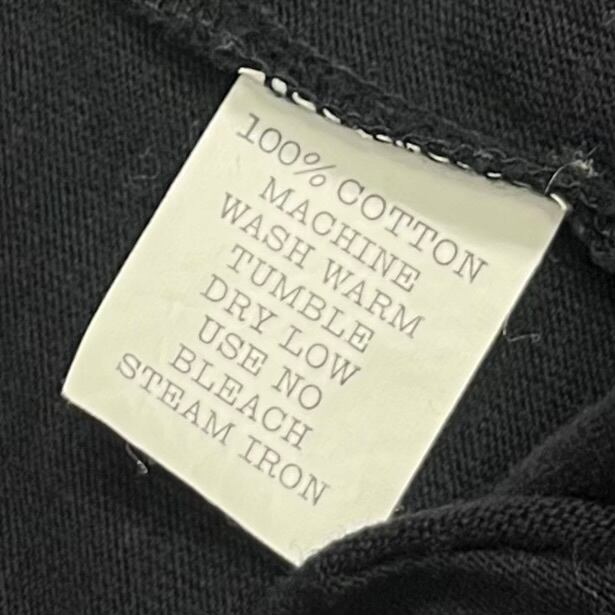 100% COTTON
MACHINE
WASH WARM
TUMBLE
DRY LOW
USE NO
BLEACH
STEAM IRON